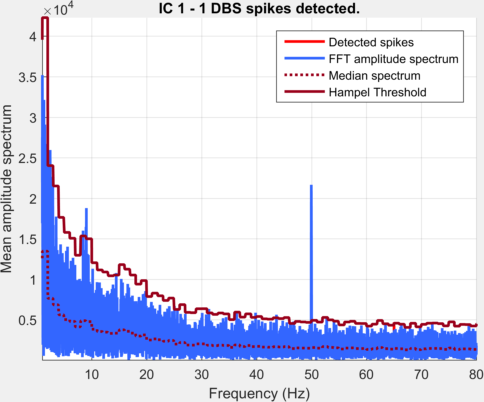 IC 1 - 1 DBS spikes detected.
×10⁴
Detected spikes
FFT amplitude spectrum
Median spectrum
Hampel Threshold
Mean amplitude spectrum
4
3.5
3
2.5
2
1.5
1
0.5
10 20 30 40 50 60 70 80
Frequency (Hz)